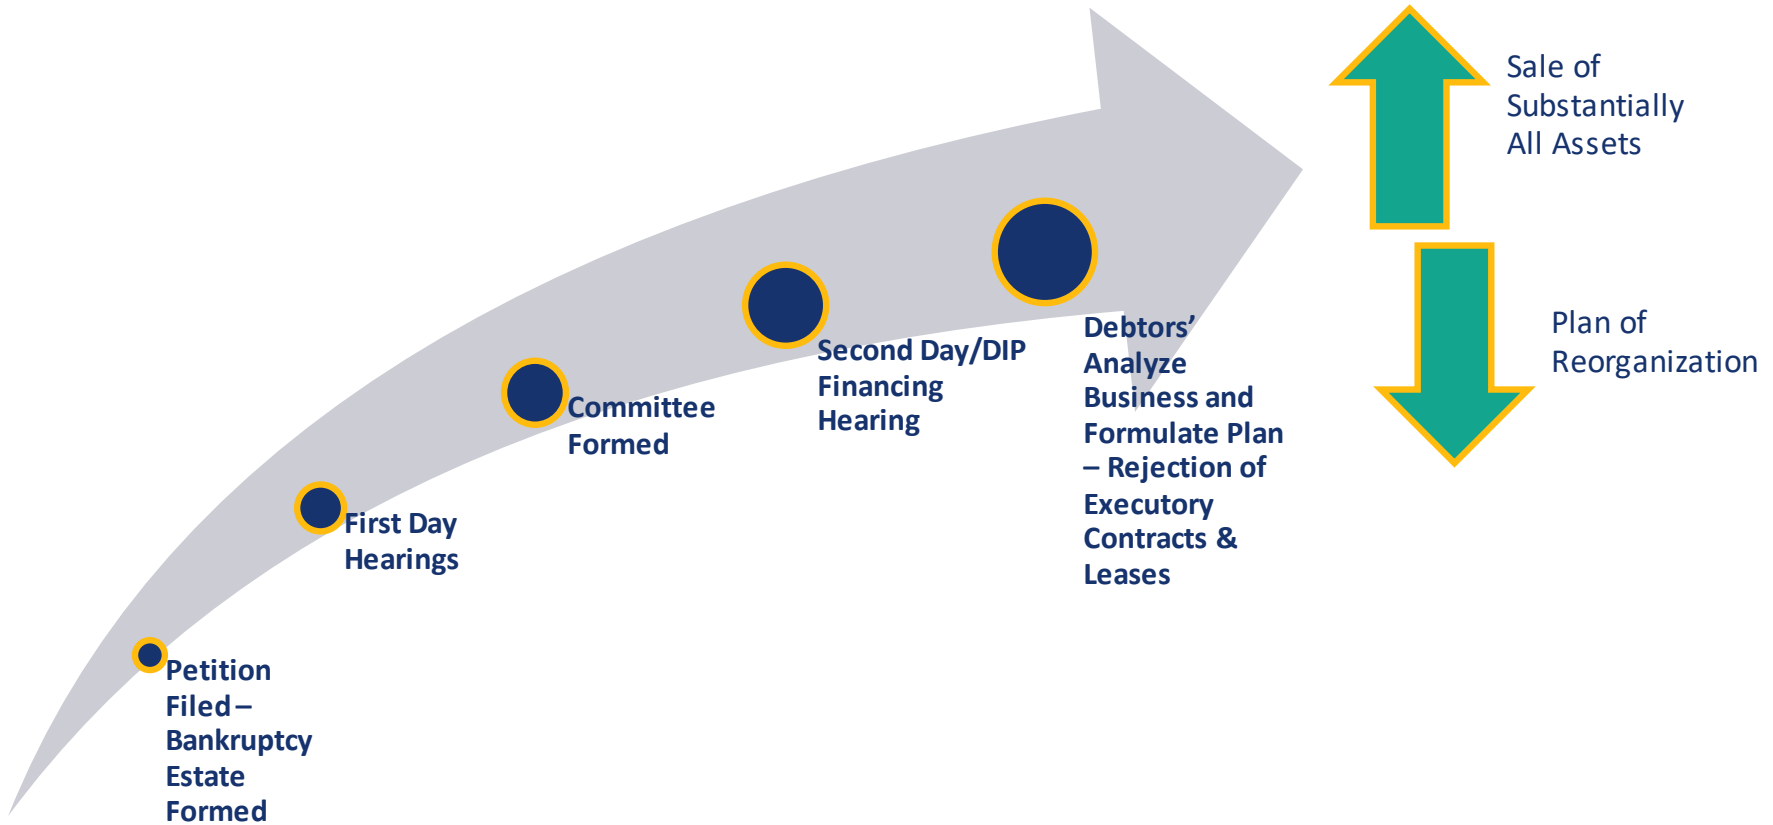 Petition
Filed –
Bankruptcy
Estate
Formed
First Day
Hearings
Committee
Formed
Second Day/DIP
Financing
Hearing
Debtors’
Analyze
Business and
Formulate Plan
– Rejection of
Executory
Contracts &
Leases
Sale of
Substantially
All Assets
Plan of
Reorganization